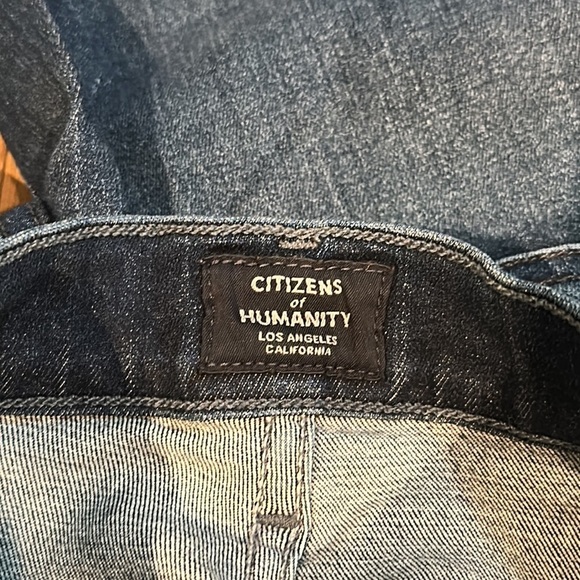 CITIZENS
of
HUMANITY
LOS ANGELES
CALIFORNIA